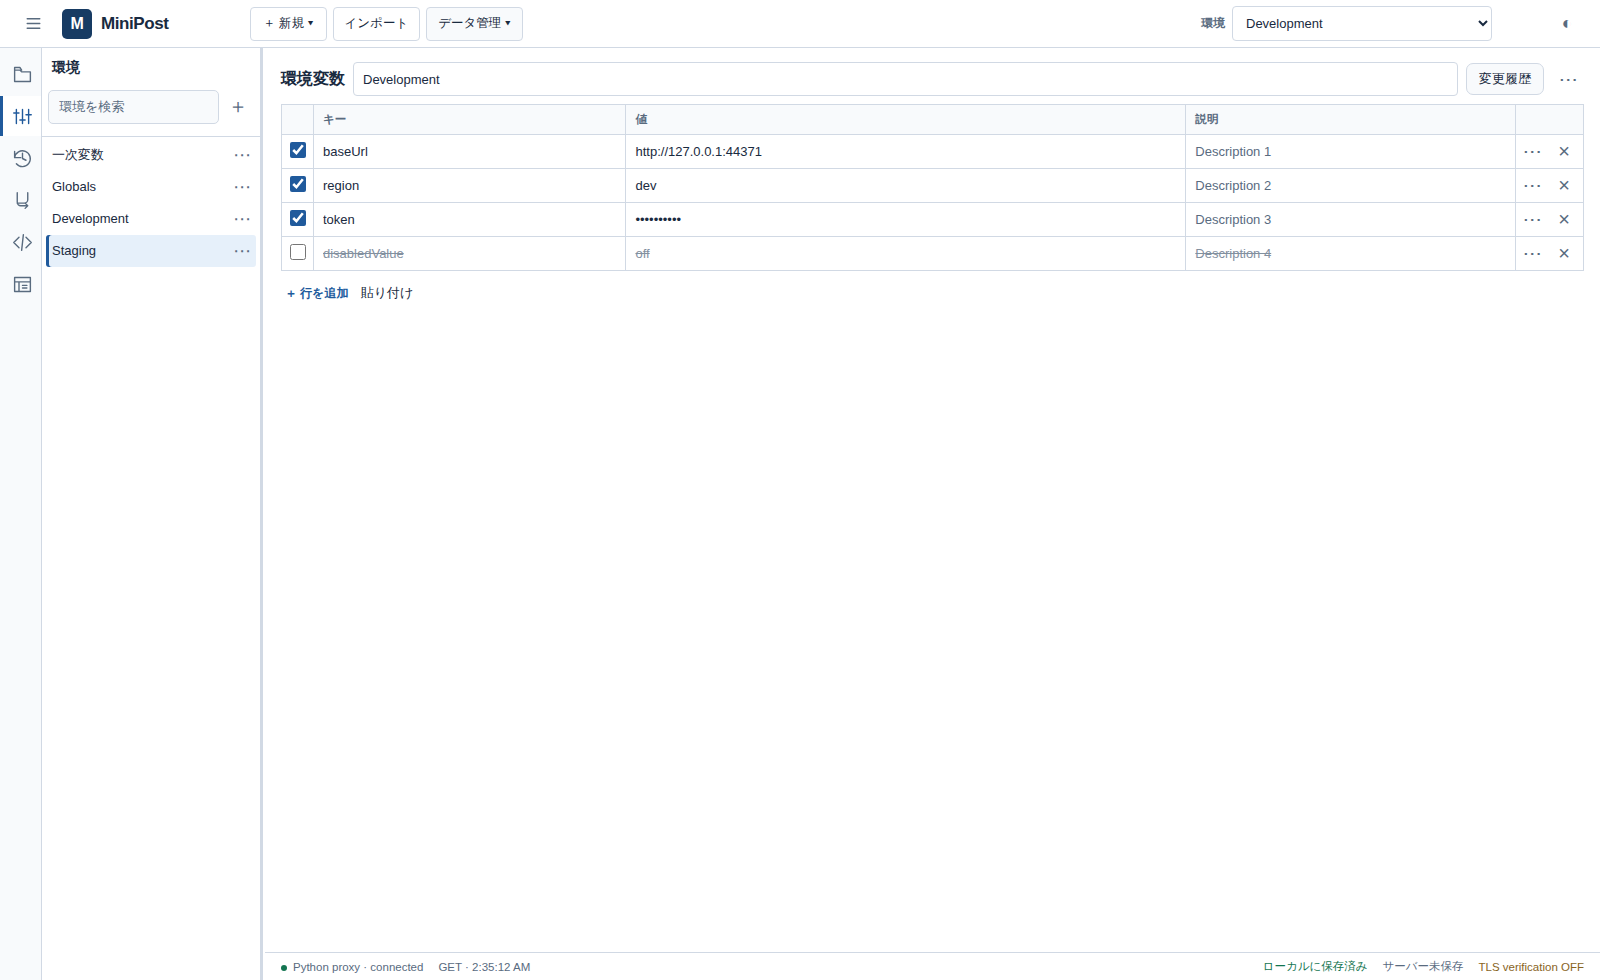 M MiniPost ＋ 新規 ▾ インポート データ管理 ▾ 環境 Development
環境
環境を検索 ＋
一次変数 ···
Globals ···
Development ···
Staging ···
環境変数 Development 変更履歴 ···
キー 値 説明
baseUrl http://127.0.0.1:44371 Description 1 ··· ×
region dev Description 2 ··· ×
token •••••••••• Description 3 ··· ×
disabledValue off Description 4 ··· ×
+ 行を追加 貼り付け
Python proxy · connected GET · 2:35:12 AM ローカルに保存済み サーバー未保存 TLS verification OFF